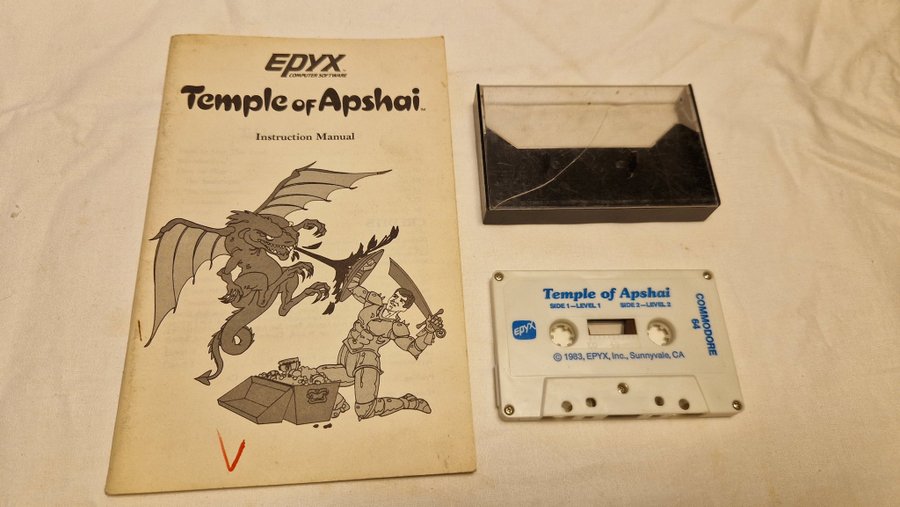 EPYX
COMPUTER SOFTWARE
Temple of Apshai™
Instruction Manual
V
Temple of Apshai
SIDE 1—LEVEL 1 SIDE 2—LEVEL 2
EPYX
COMMODORE
64
© 1983, EPYX, Inc., Sunnyvale, CA